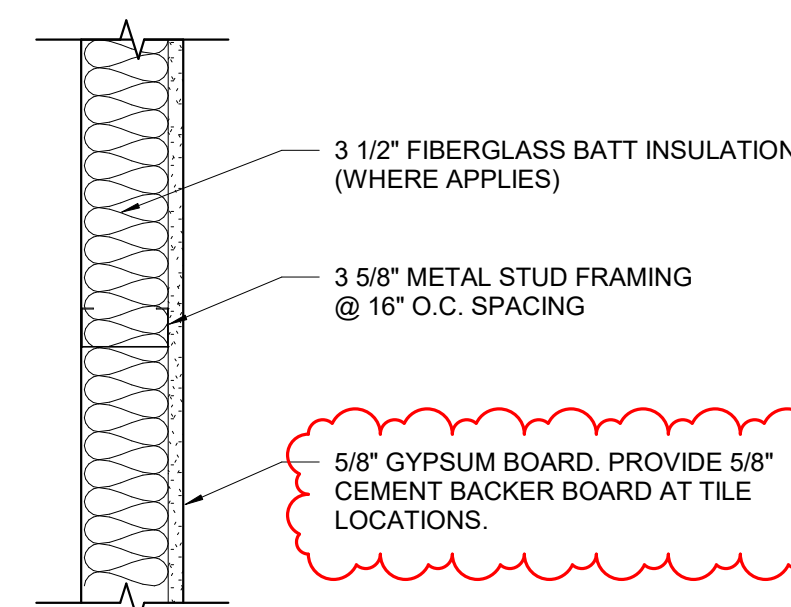 3 1/2" FIBERGLASS BATT INSULATION
(WHERE APPLIES)
3 5/8" METAL STUD FRAMING
@ 16" O.C. SPACING
5/8" GYPSUM BOARD. PROVIDE 5/8"
CEMENT BACKER BOARD AT TILE
LOCATIONS.